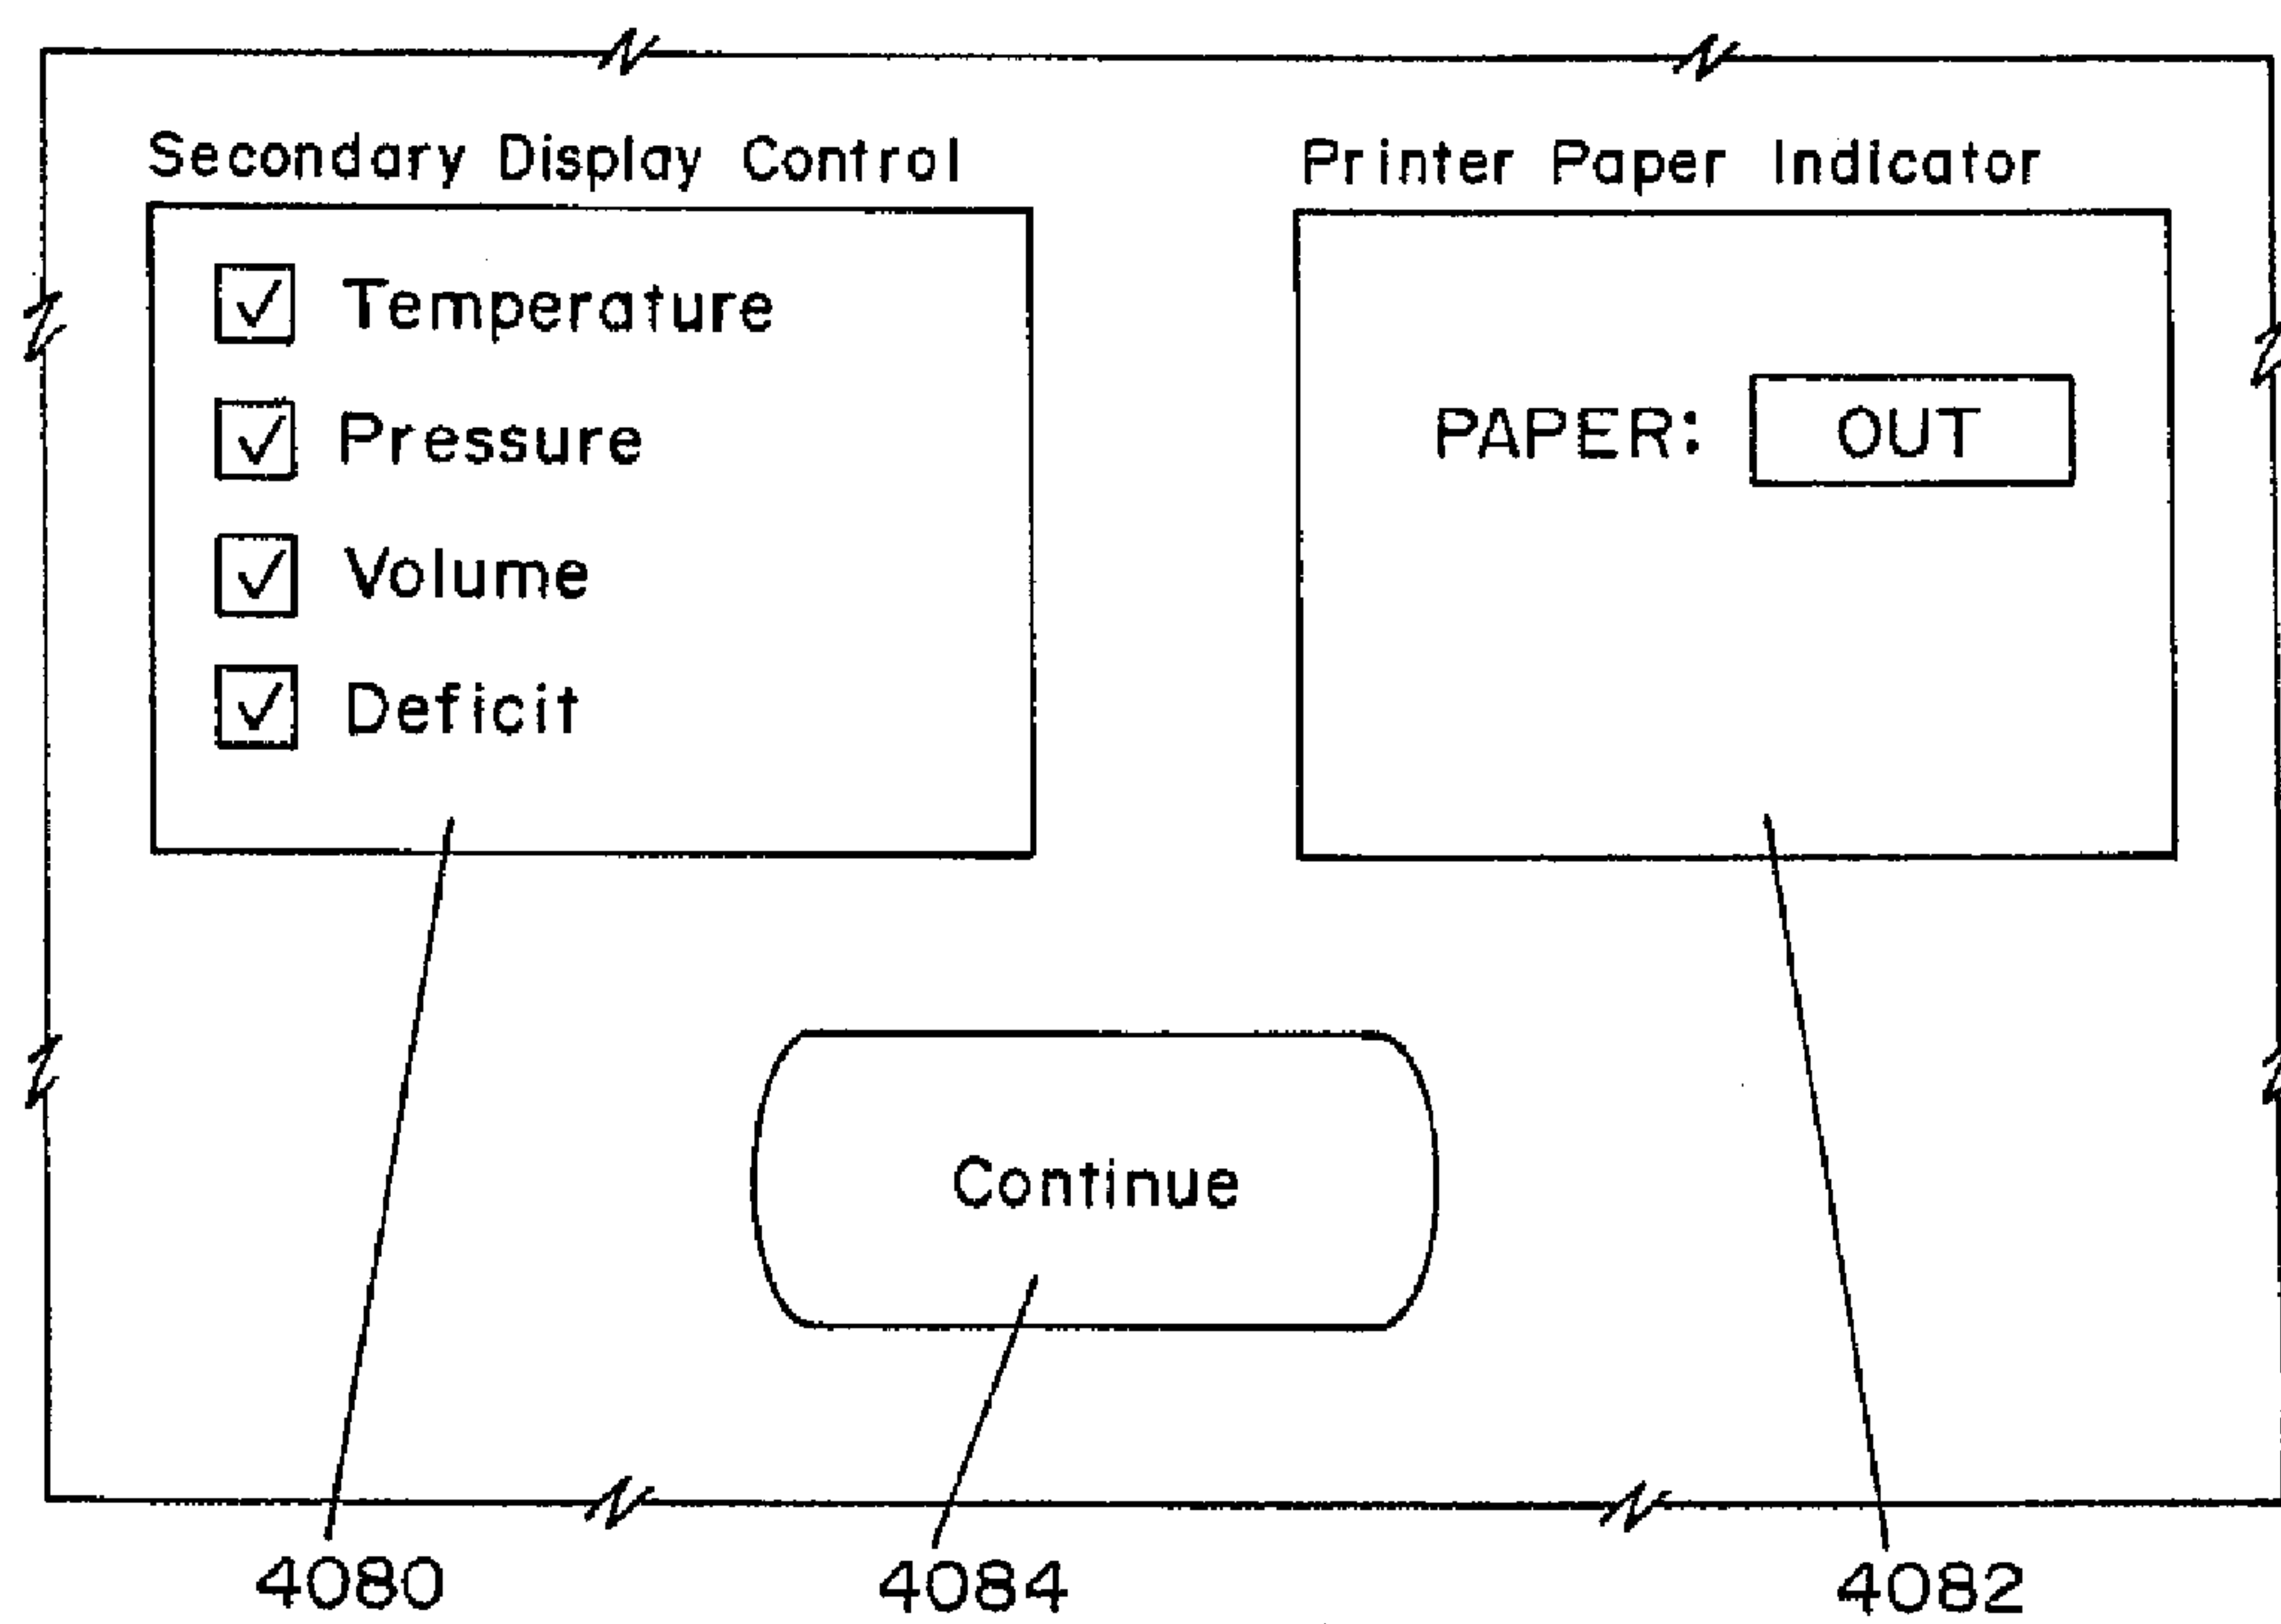 Secondary Display Control
Temperature
Pressure
Volume
Deficit
Printer Paper Indicator
PAPER: OUT
Continue
4080
4084
4082